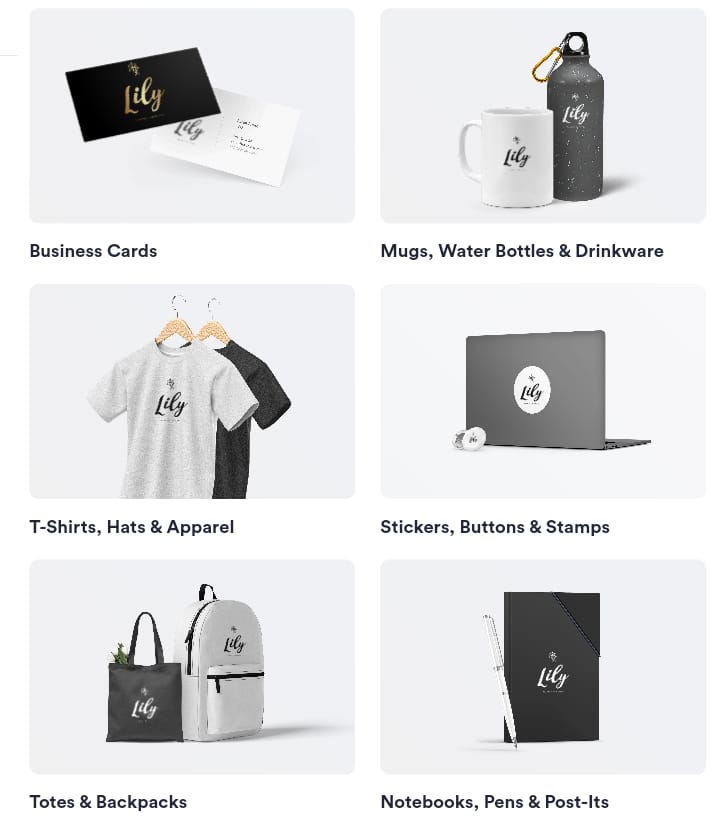 Lily
Lily
Business Cards
Lily
Lily
Mugs, Water Bottles & Drinkware
Lily
T-Shirts, Hats & Apparel
Lily
Stickers, Buttons & Stamps
Lily
Lily
Totes & Backpacks
Lily
Notebooks, Pens & Post-Its